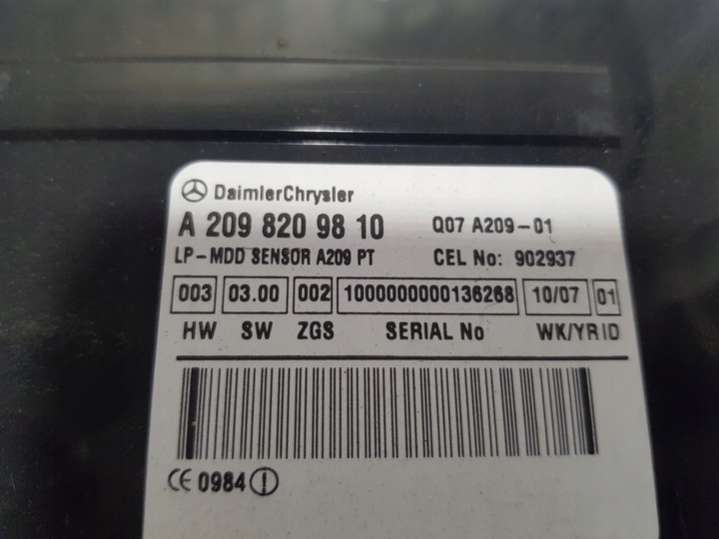 DaimlerChrysler
A 209 820 98 10 Q07 A209-01
LP-MDD SENSOR A209 PT CEL No: 902937
003 03.00 002 1000000000136268 10/07 01
HW SW ZGS SERIAL No WK/YR ID
CE 0984